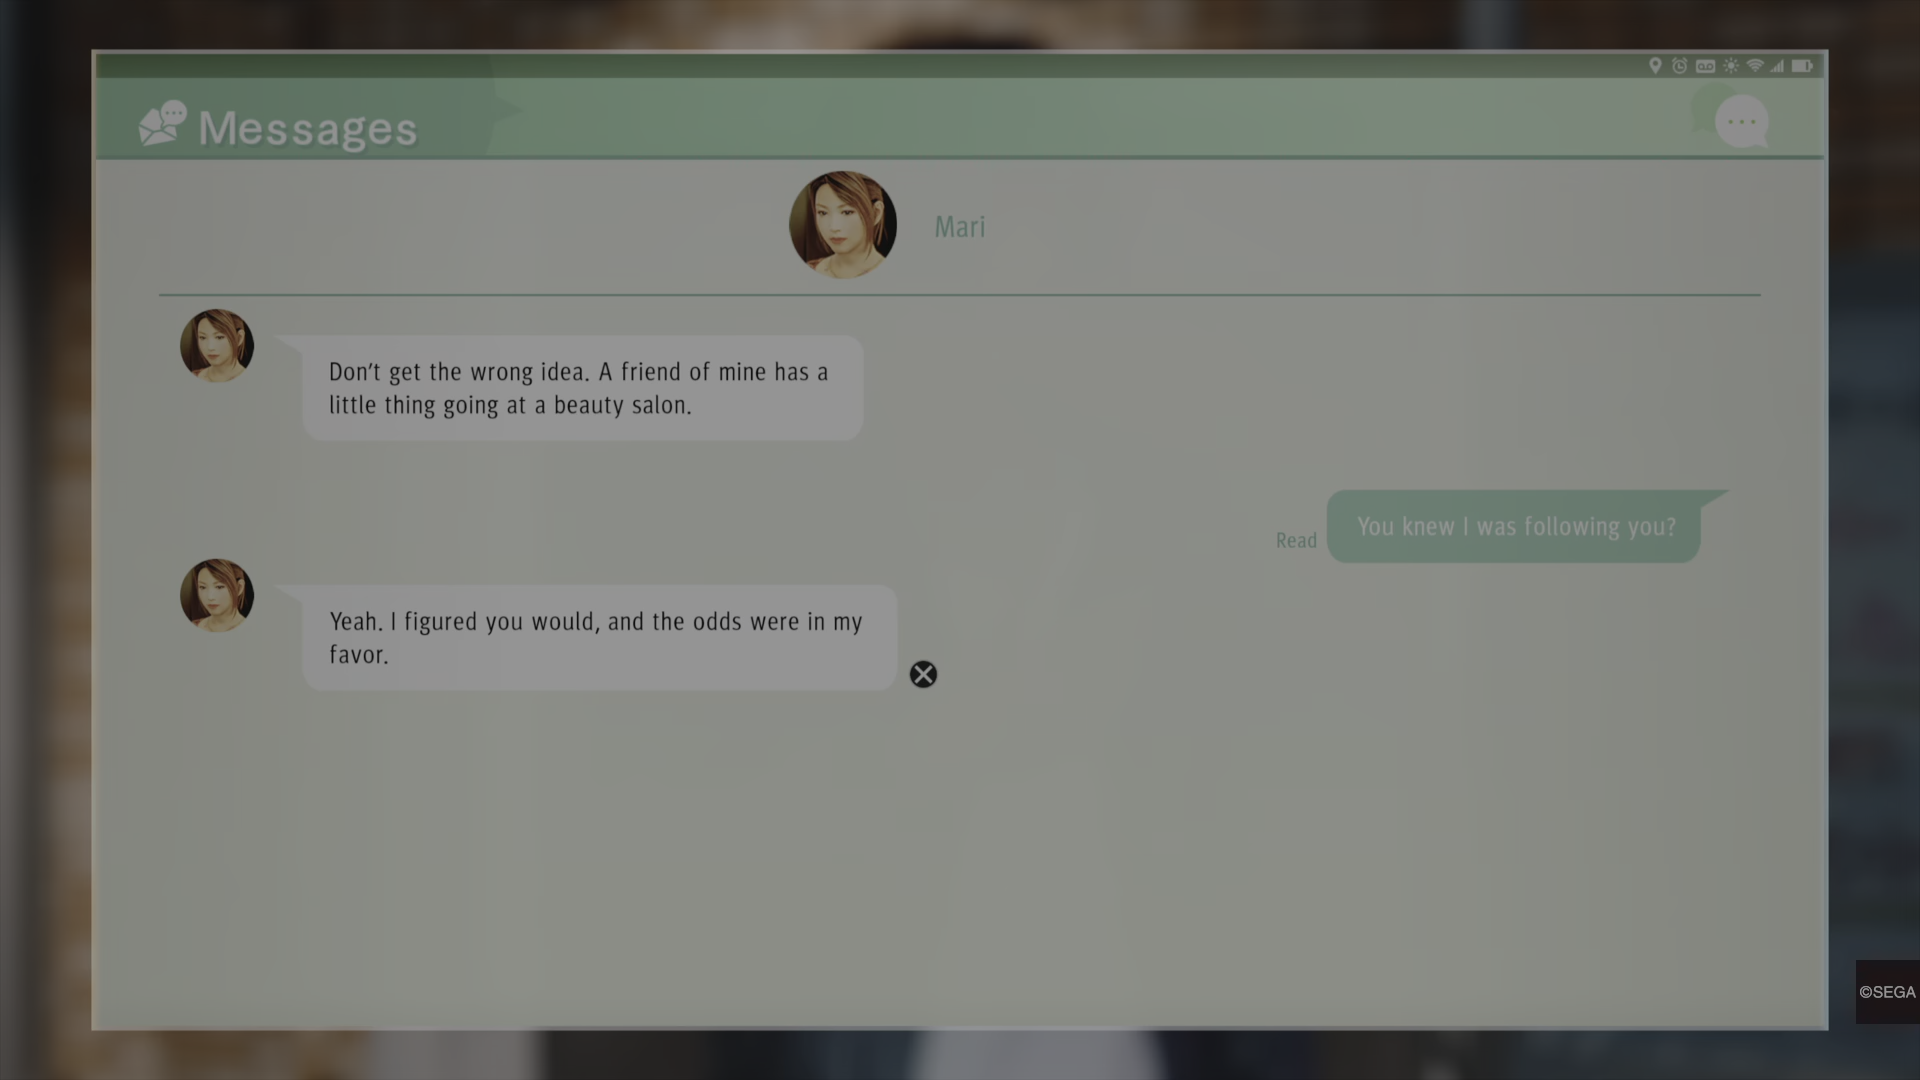 Messages
Mari
Don't get the wrong idea. A friend of mine has a
little thing going at a beauty salon.
You knew I was following you?
Read
Yeah. I figured you would, and the odds were in my
favor.
©SEGA